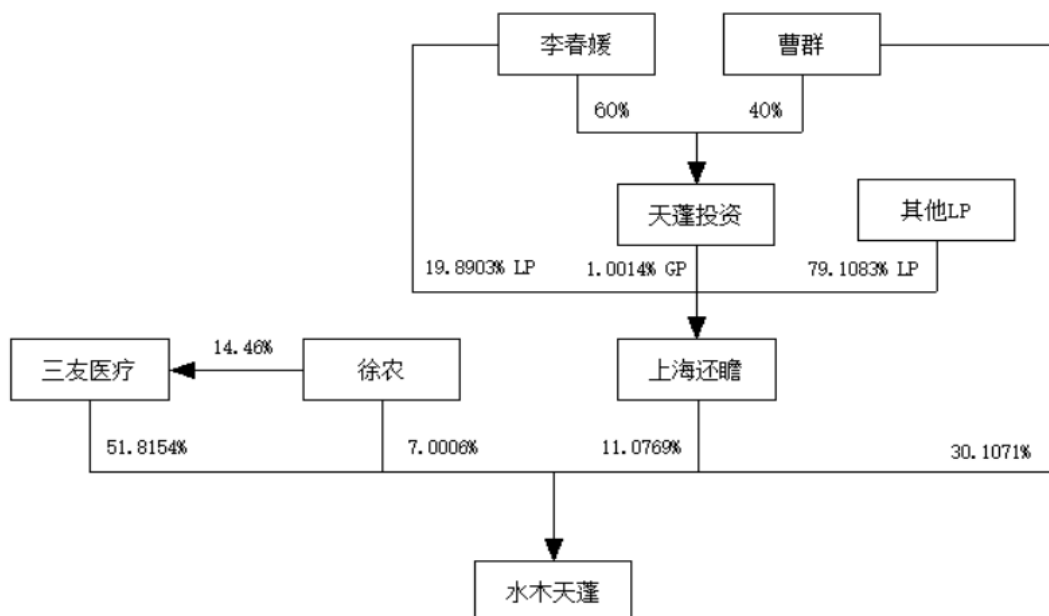 李春媛
曹群
60%
40%
天蓬投资
其他LP
19.8903% LP
1.0014% GP
79.1083% LP
三友医疗
14.46%
徐农
上海还瞻
51.8154%
7.0006%
11.0769%
30.1071%
水木天蓬